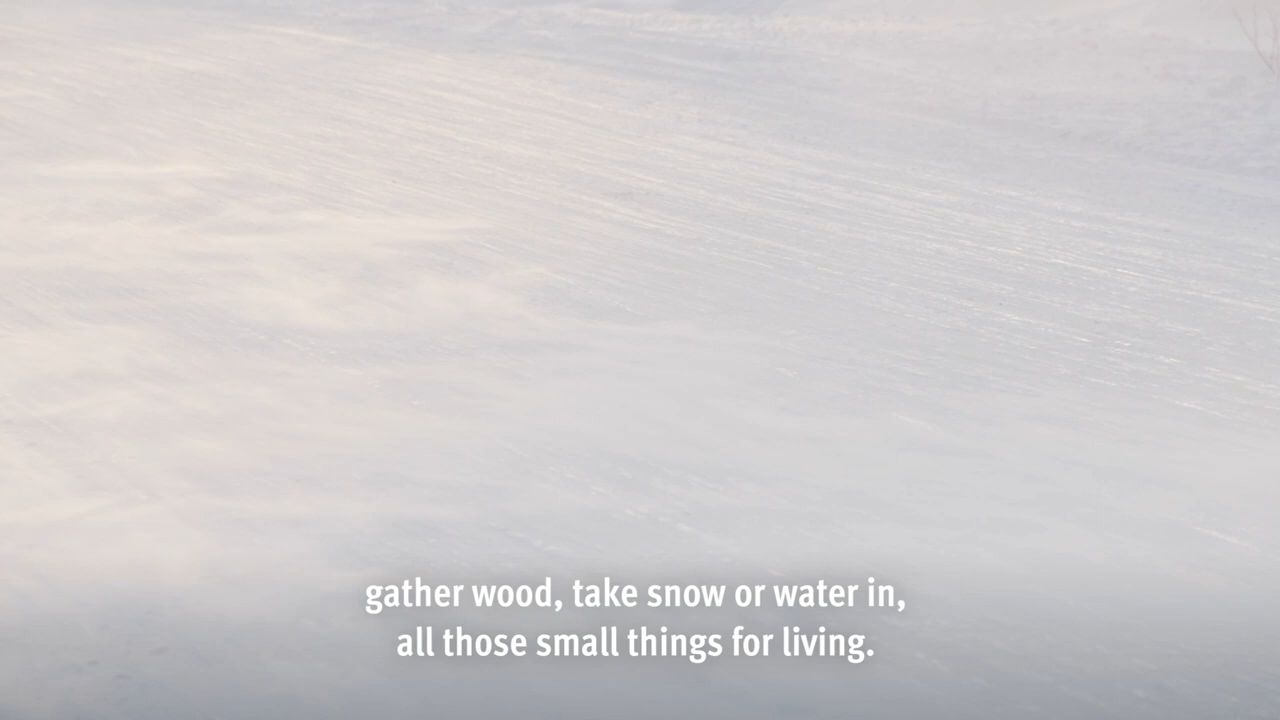 gather wood, take snow or water in,
all those small things for living.